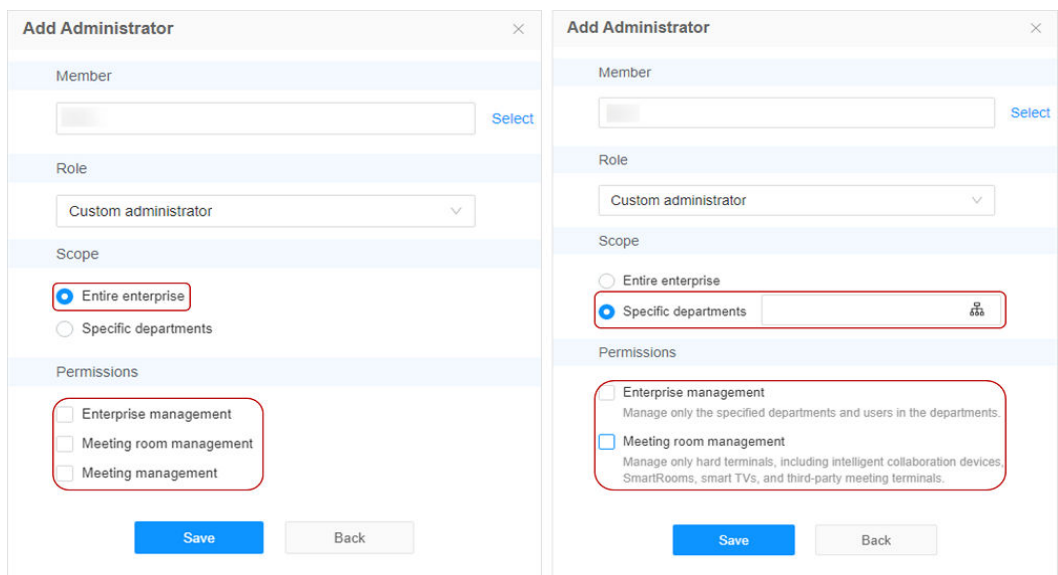 Add Administrator
Member
Select
Role
Custom administrator
Scope
Entire enterprise
Specific departments
Permissions
Enterprise management
Meeting room management
Meeting management
Save Back
Add Administrator
Member
Select
Role
Custom administrator
Scope
Entire enterprise
Specific departments
Permissions
Enterprise management
Manage only the specified departments and users in the departments.
Meeting room management
Manage only hard terminals, including intelligent collaboration devices,
SmartRooms, smart TVs, and third-party meeting terminals.
Save Back